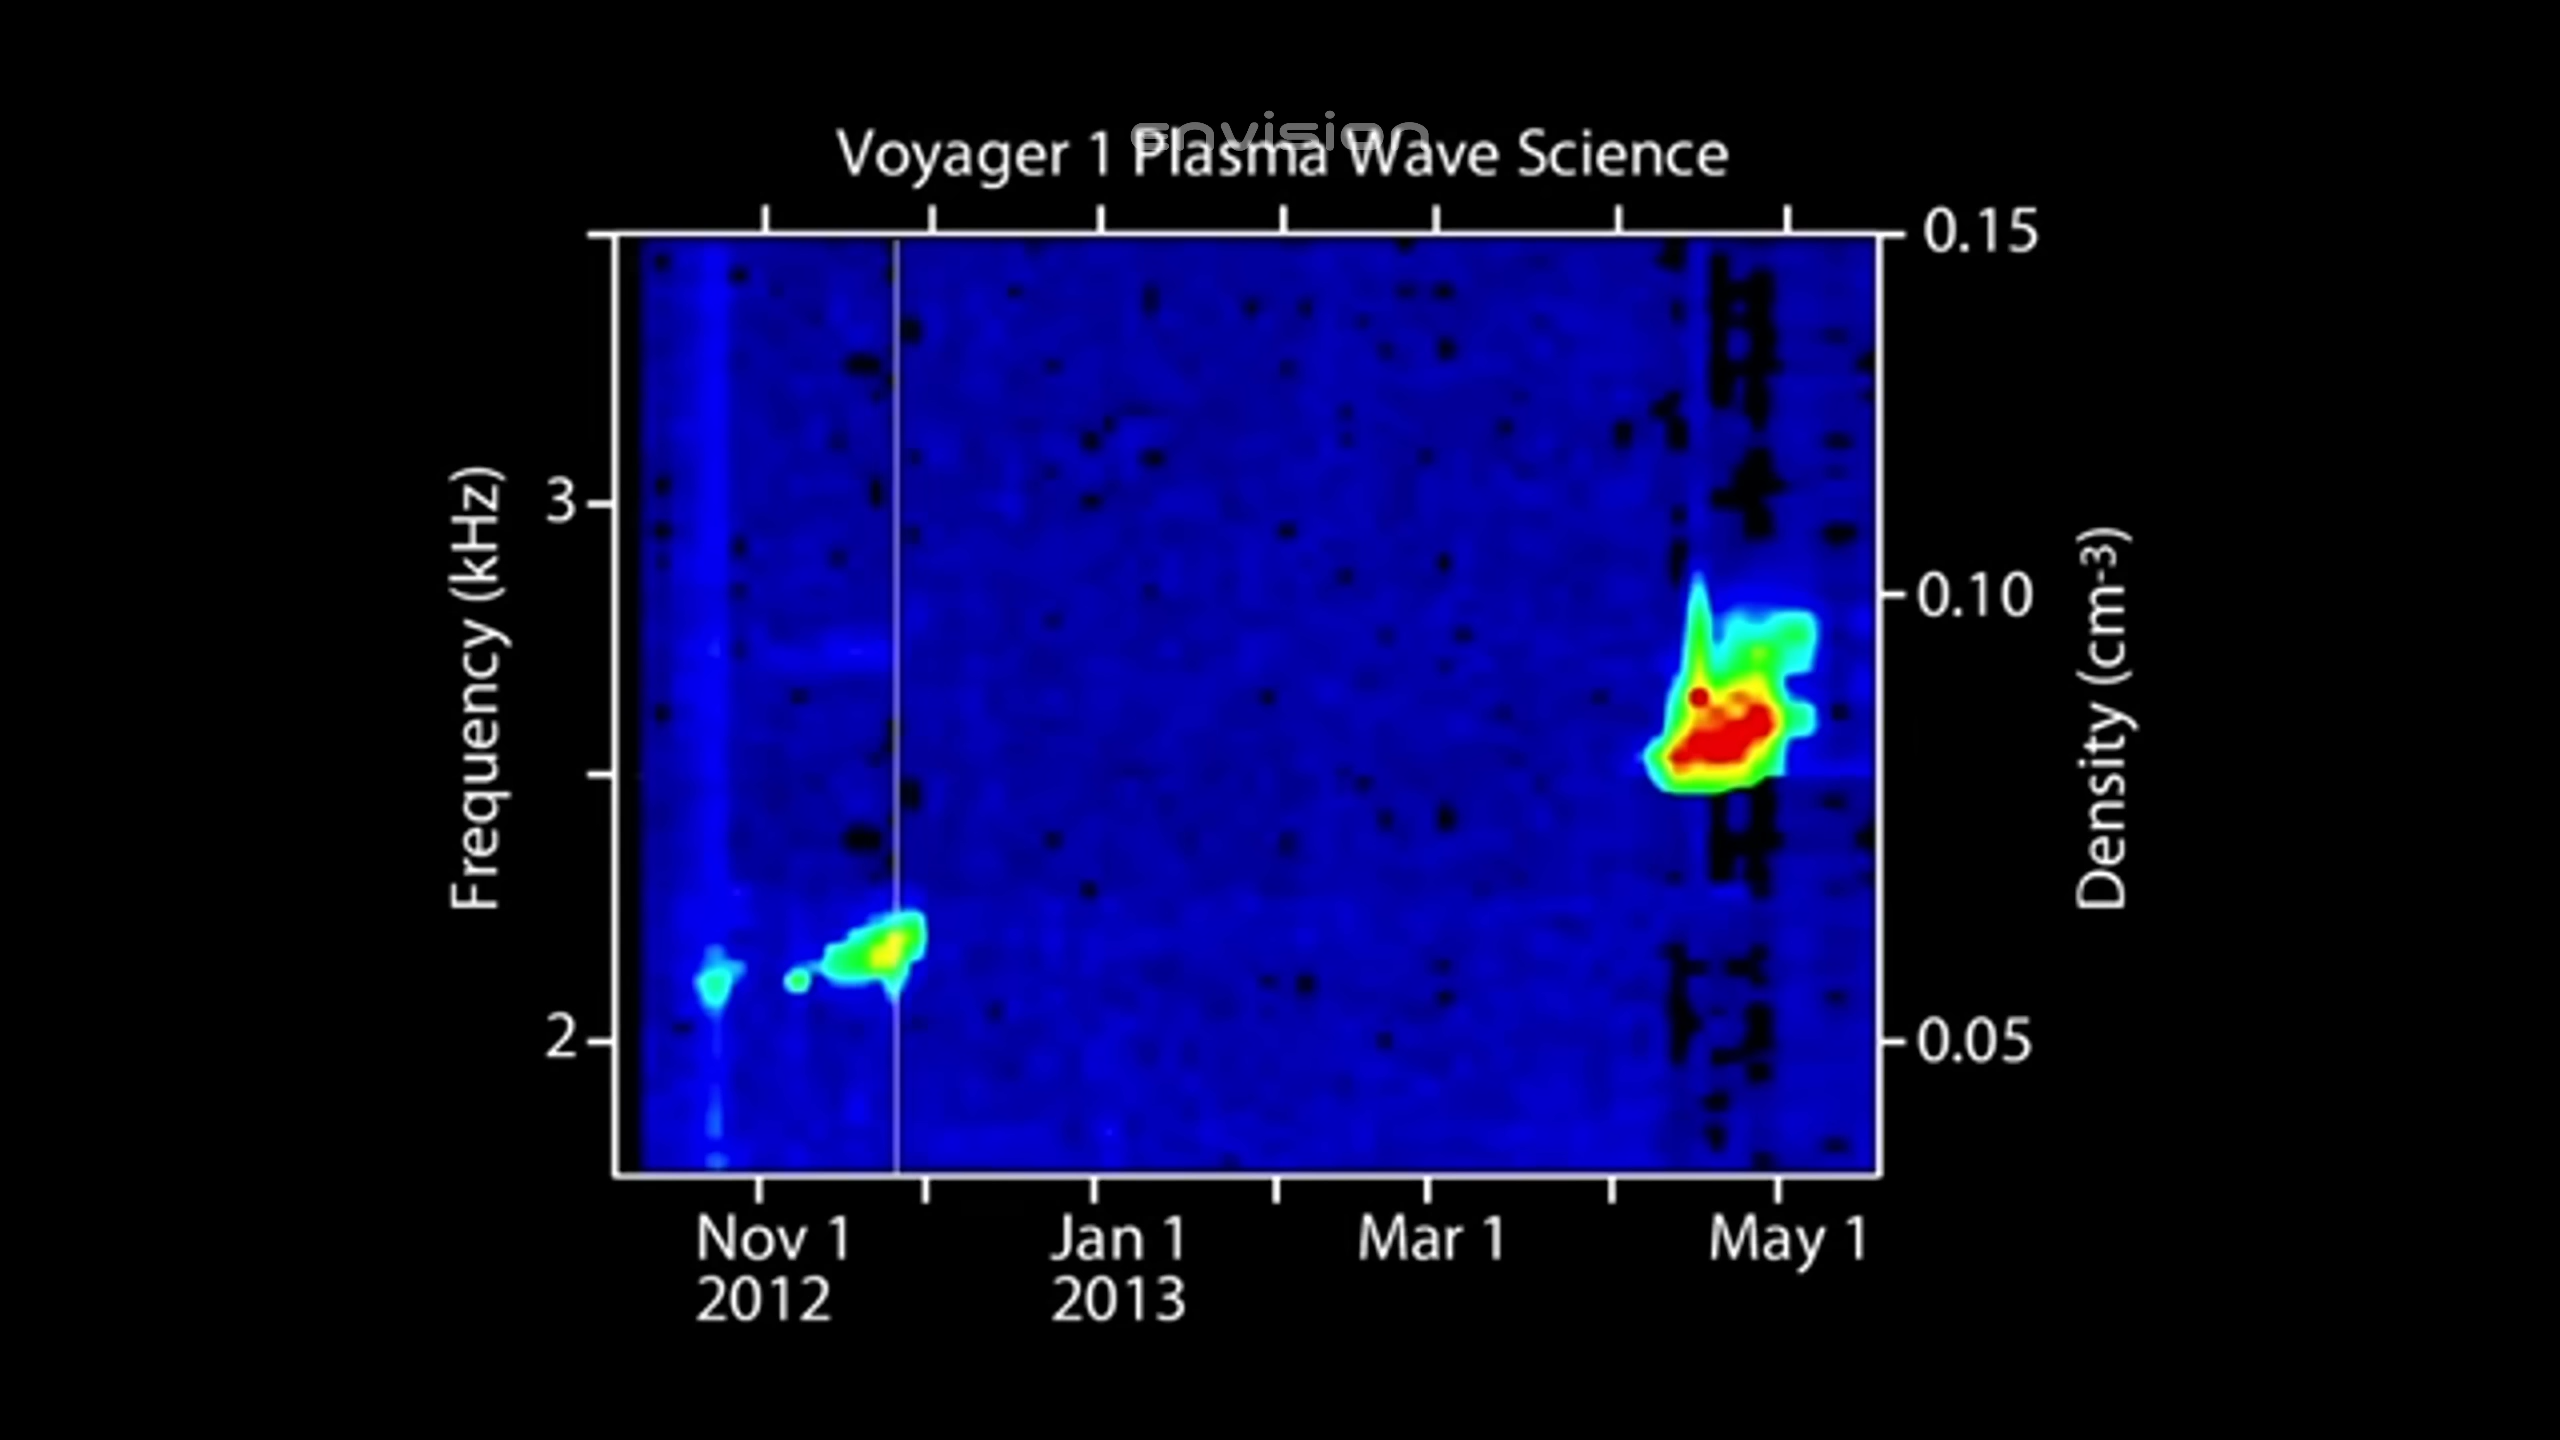 envision
Voyager 1 Plasma Wave Science
0.15
3
0.10
Frequency (kHz)
Density (cm-3)
2
0.05
Nov 1
2012
Jan 1
2013
Mar 1
May 1